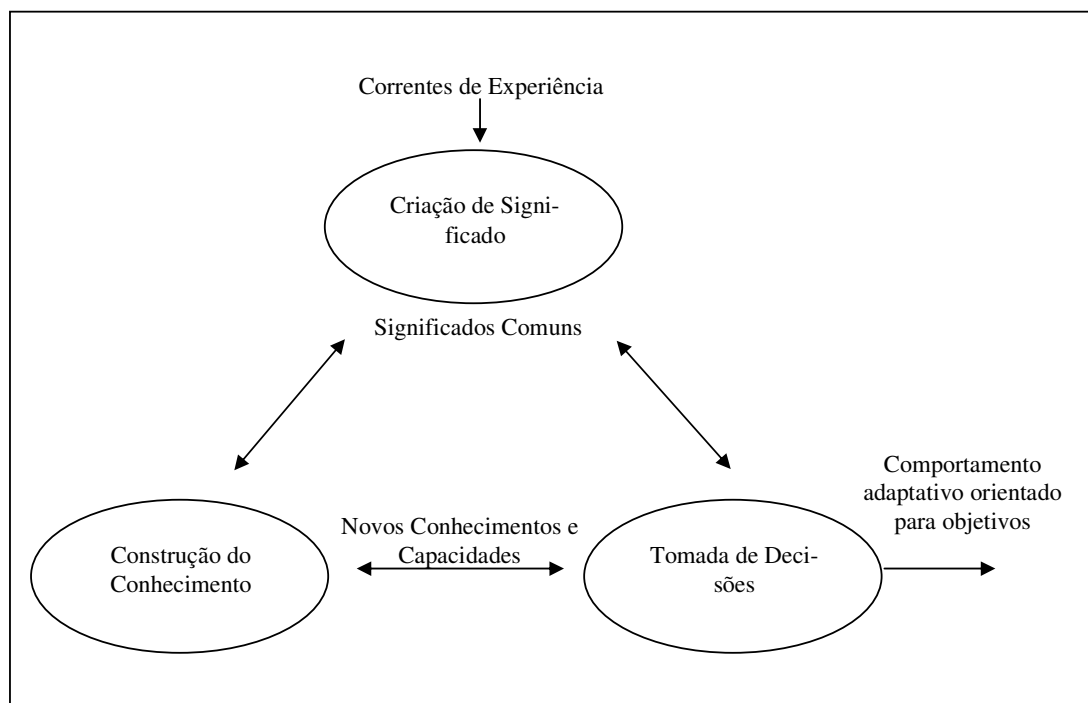 Correntes de Experiência
Criação de Signi-
ficado
Significados Comuns
Comportamento
adaptativo orientado
para objetivos
Novos Conhecimentos e
Capacidades
Construção do
Conhecimento
Tomada de Deci-
sões